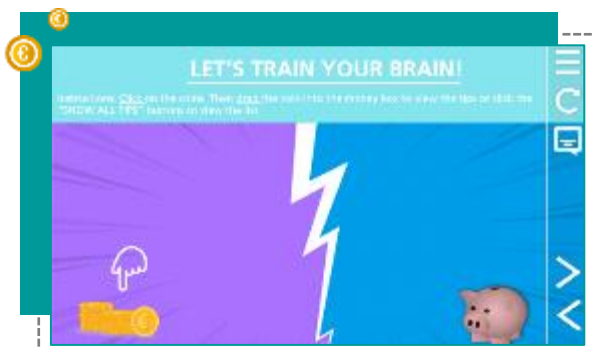 LET'S TRAIN YOUR BRAIN!
Instructions: Click on the coins. Then drag the coin into the money box to view the tips or click the
"SHOW ALL TIPS" buttons to view the list